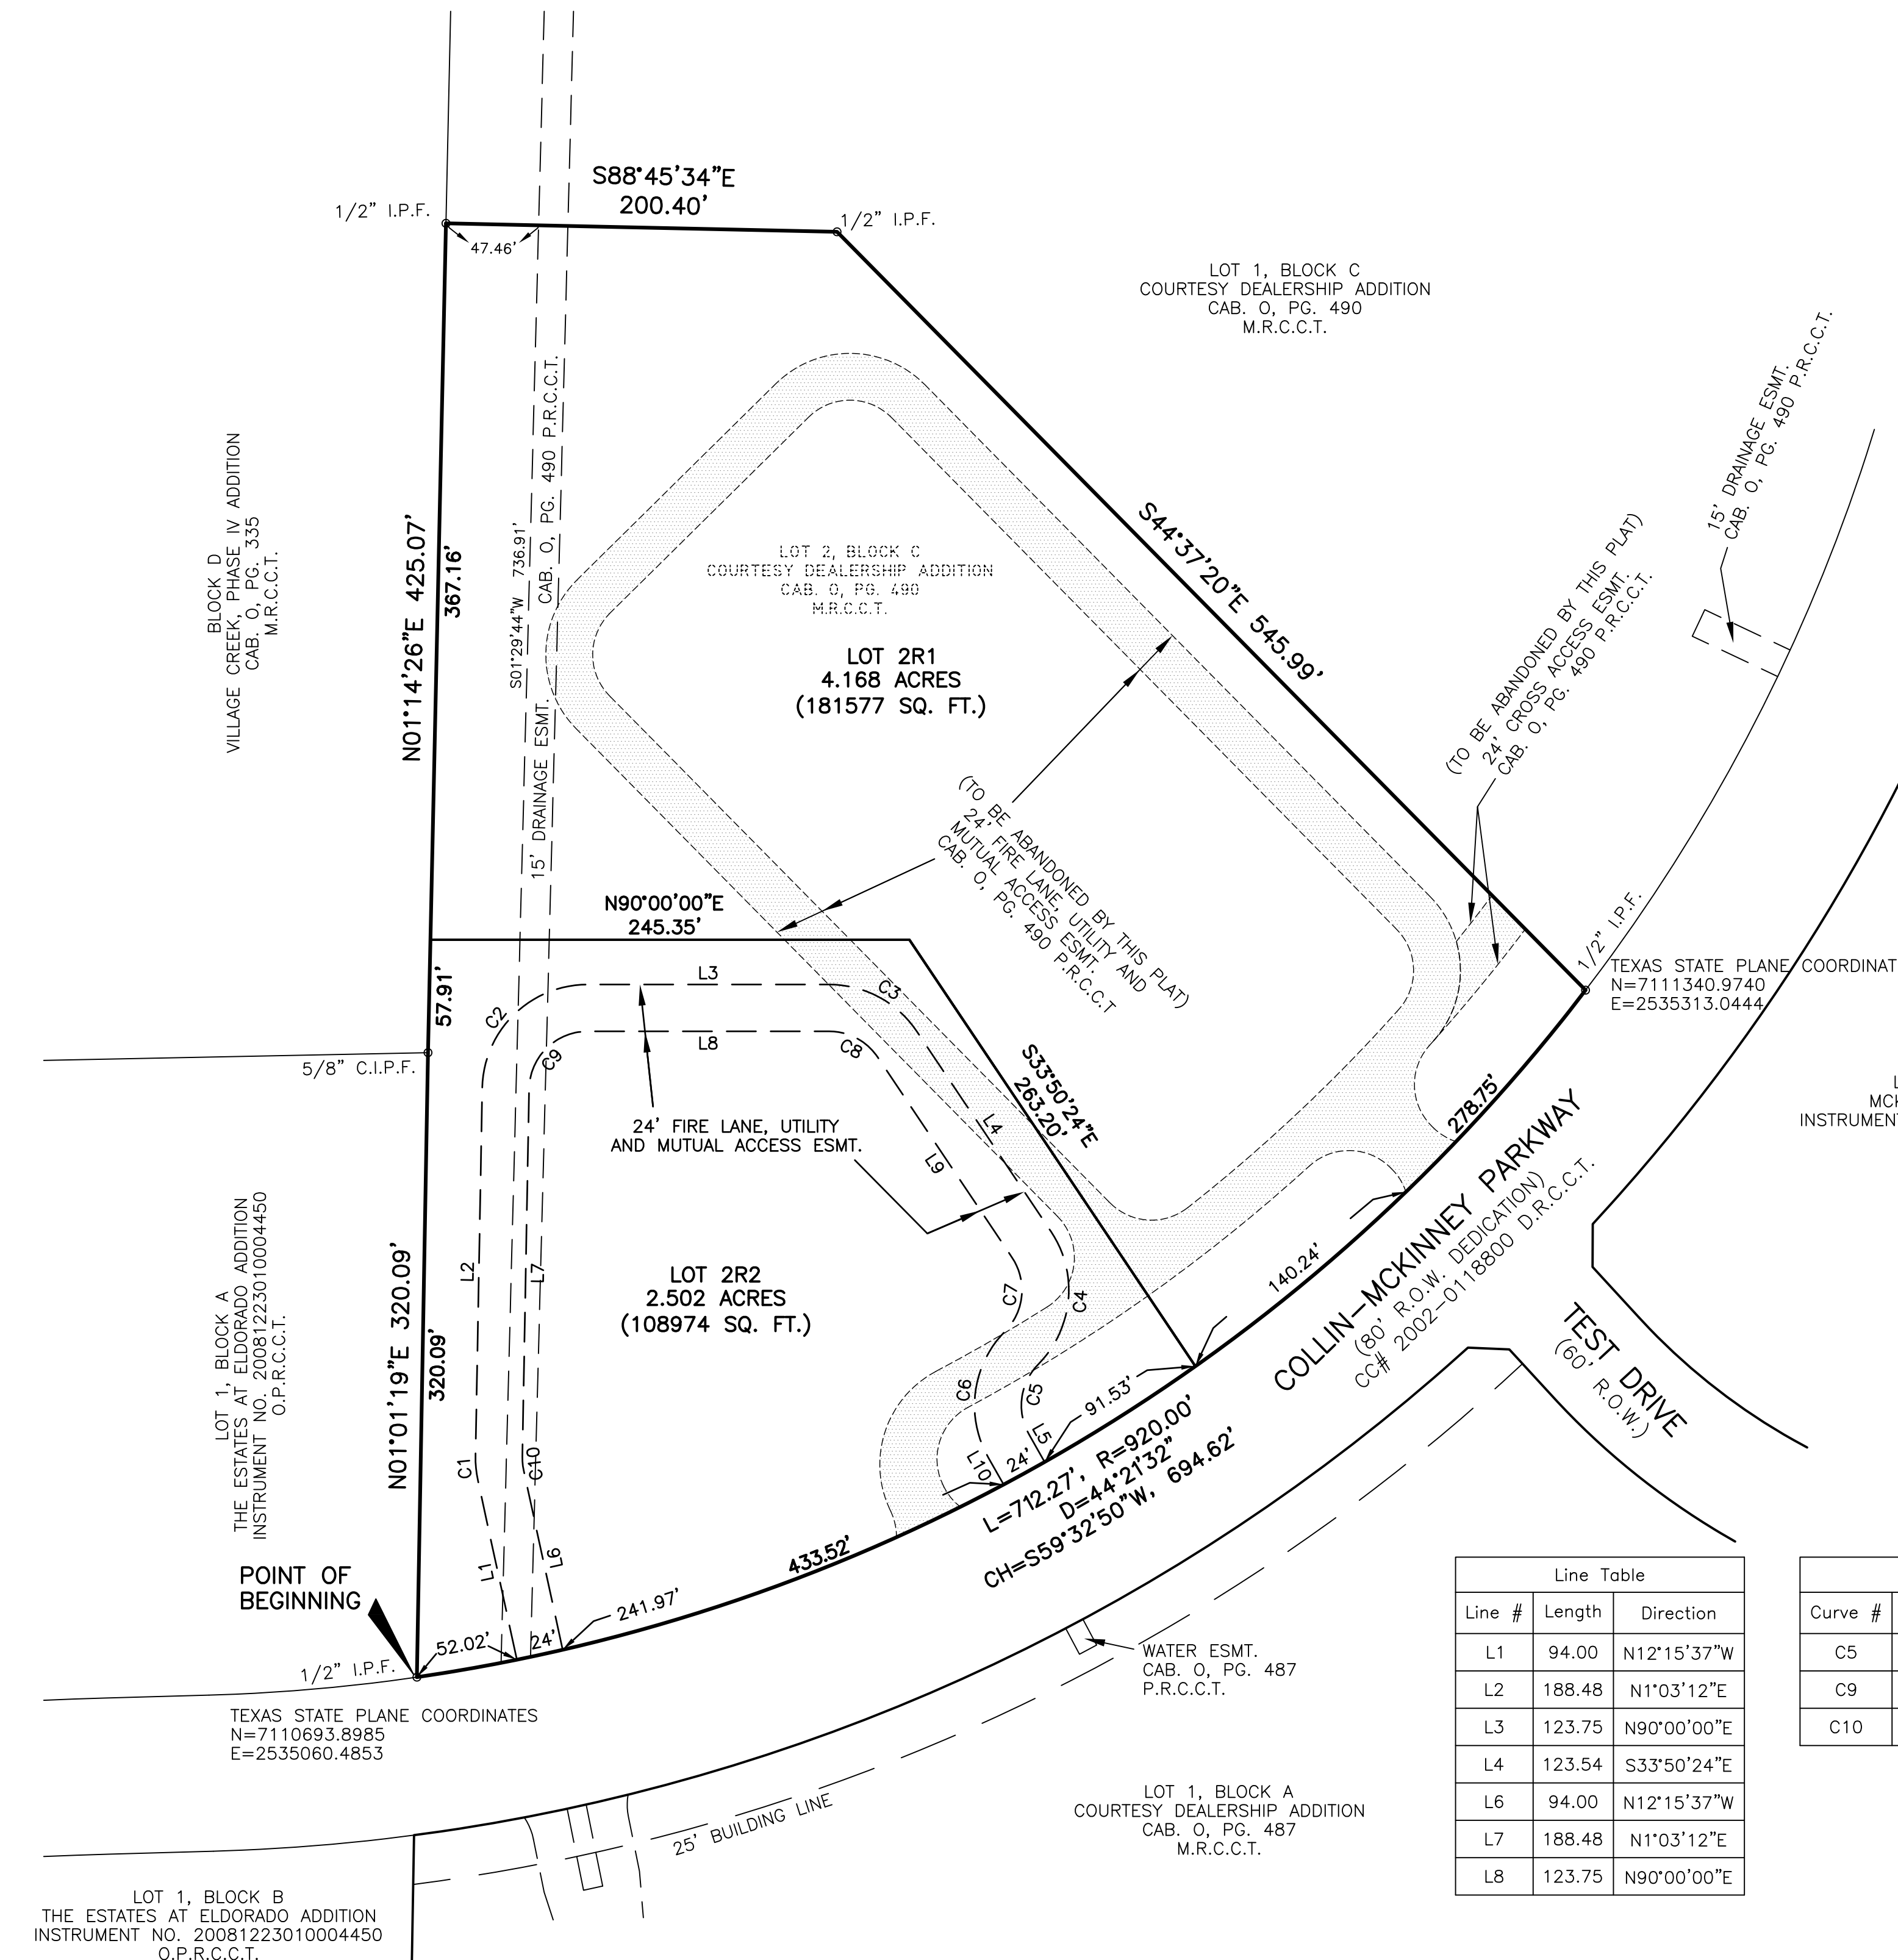 S88°45'34"E
200.40'
1/2" I.P.F.
1/2" I.P.F.
47.46'
LOT 1, BLOCK C
COURTESY DEALERSHIP ADDITION
CAB. O, PG. 490
M.R.C.C.T.
15' DRAINAGE ESMT.
CAB. O, PG. 490 P.R.C.C.T.
BLOCK D
VILLAGE CREEK, PHASE IV ADDITION
CAB. O, PG. 335
M.R.C.C.T.
N01°14'26"E 425.07'
367.16'
S01°29'44"W 736.91'
15' DRAINAGE ESMT.
CAB. O, PG. 490 P.R.C.C.T.
LOT 2, BLOCK C
COURTESY DEALERSHIP ADDITION
CAB. O, PG. 490
M.R.C.C.T.
LOT 2R1
4.168 ACRES
(181577 SQ. FT.)
S44°37'20"E 545.99'
(TO BE ABANDONED BY THIS PLAT)
24' CROSS ACCESS ESMT.
CAB. O, PG. 490 P.R.C.C.T.
(TO BE ABANDONED BY THIS PLAT)
24' FIRE LANE, UTILITY AND
MUTUAL ACCESS ESMT.
CAB. O, PG. 490 P.R.C.C.T
N90°00'00"E
245.35'
1/2" I.P.F.
TEXAS STATE PLANE COORDINAT
N=7111340.9740
E=2535313.0444
57.91'
5/8" C.I.P.F.
L3
C3
C2
C9
L8
C8
S33°50'24"E
263.20'
L4
L9
24' FIRE LANE, UTILITY
AND MUTUAL ACCESS ESMT.
278.75'
L
MCK
INSTRUMENT
LOT 1, BLOCK A
THE ESTATES AT ELDORADO ADDITION
INSTRUMENT NO. 20081223010004450
O.P.R.C.C.T.
N01°01'19"E 320.09'
320.09'
L2
L7
LOT 2R2
2.502 ACRES
(108974 SQ. FT.)
C7
C4
140.24'
COLLIN-MCKINNEY PARKWAY
(80' R.O.W. DEDICATION)
CC# 2002-0118800 D.R.C.C.T.
TEST DRIVE
(60' R.O.W.)
C6
C5
91.53'
C1
C10
L5
L10
24'
L=712.27', R=920.00'
D=44°21'32"
CH=S59°32'50"W, 694.62'
L1
L6
433.52'
POINT OF
BEGINNING
52.02'
24'
241.97'
1/2" I.P.F.
TEXAS STATE PLANE COORDINATES
N=7110693.8985
E=2535060.4853
WATER ESMT.
CAB. O, PG. 487
P.R.C.C.T.
25' BUILDING LINE
LOT 1, BLOCK A
COURTESY DEALERSHIP ADDITION
CAB. O, PG. 487
M.R.C.C.T.
LOT 1, BLOCK B
THE ESTATES AT ELDORADO ADDITION
INSTRUMENT NO. 20081223010004450
O.P.R.C.C.T.
Line Table
Line # Length Direction
L1 94.00 N12°15'37"W
L2 188.48 N1°03'12"E
L3 123.75 N90°00'00"E
L4 123.54 S33°50'24"E
L6 94.00 N12°15'37"W
L7 188.48 N1°03'12"E
L8 123.75 N90°00'00"E
Curve #
C5
C9
C10